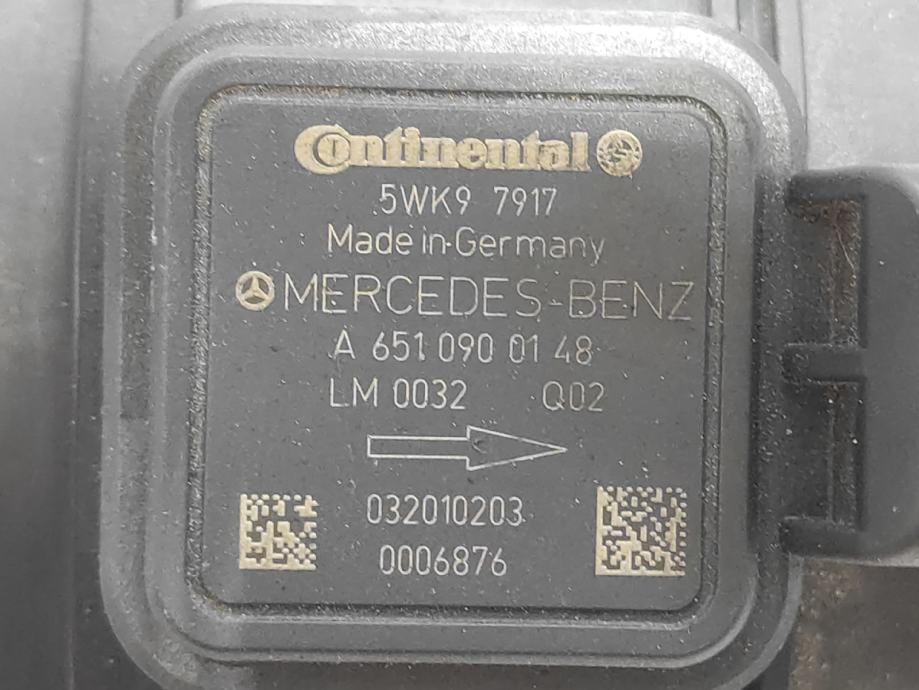 Continental
5WK9 7917
Made in Germany
MERCEDES-BENZ
A 651 090 01 48
LM 0032 Q02
032010203
0006876